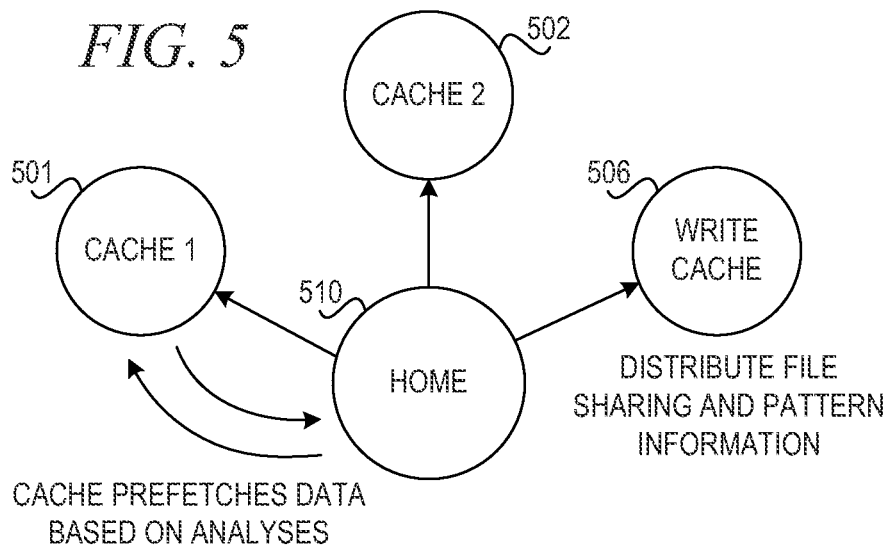 FIG. 5
502
CACHE 2
501
CACHE 1
506
WRITE
CACHE
510
HOME
DISTRIBUTE FILE
SHARING AND PATTERN
INFORMATION
CACHE PREFETCHES DATA
BASED ON ANALYSES